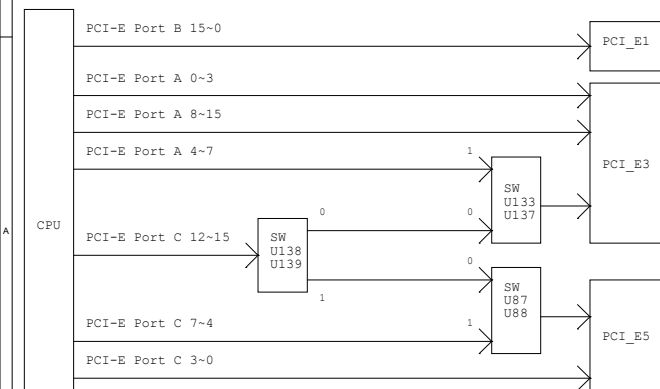 PCI-E Port B 15~0
PCI_E1
PCI-E Port A 0~3
PCI-E Port A 8~15
PCI-E Port A 4~7
1
PCI_E3
SW
U133
U137
0
0
CPU
A
PCI-E Port C 12~15
SW
U138
U139
0
1
SW
U87
U88
PCI-E Port C 7~4
1
PCI_E5
PCI-E Port C 3~0